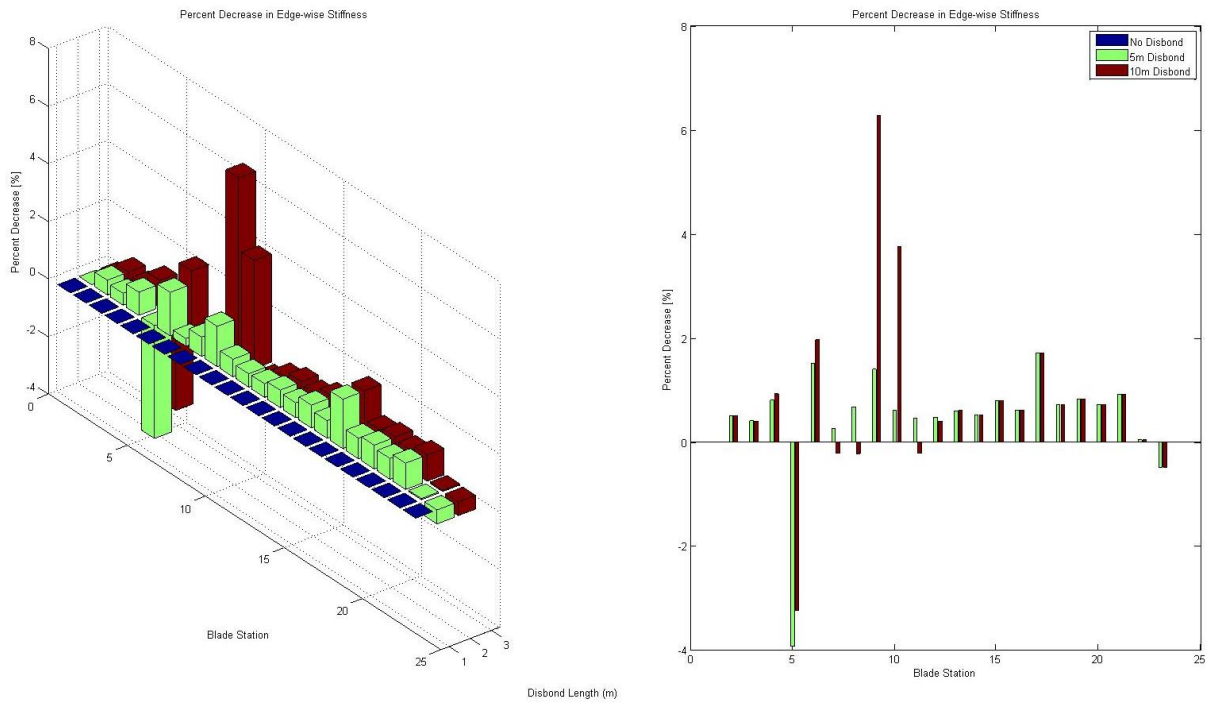 Percent Decrease in Edge-wise Stiffness
8
6
4
2
0
-2
-4
Percent Decrease [%]
0
5
10
15
20
25
Blade Station
1
2
3
Disbond Length (m)
Percent Decrease in Edge-wise Stiffness
No Disbond
5m Disbond
10m Disbond
8
6
4
2
0
-2
-4
Percent Decrease [%]
0
5
10
15
20
25
Blade Station